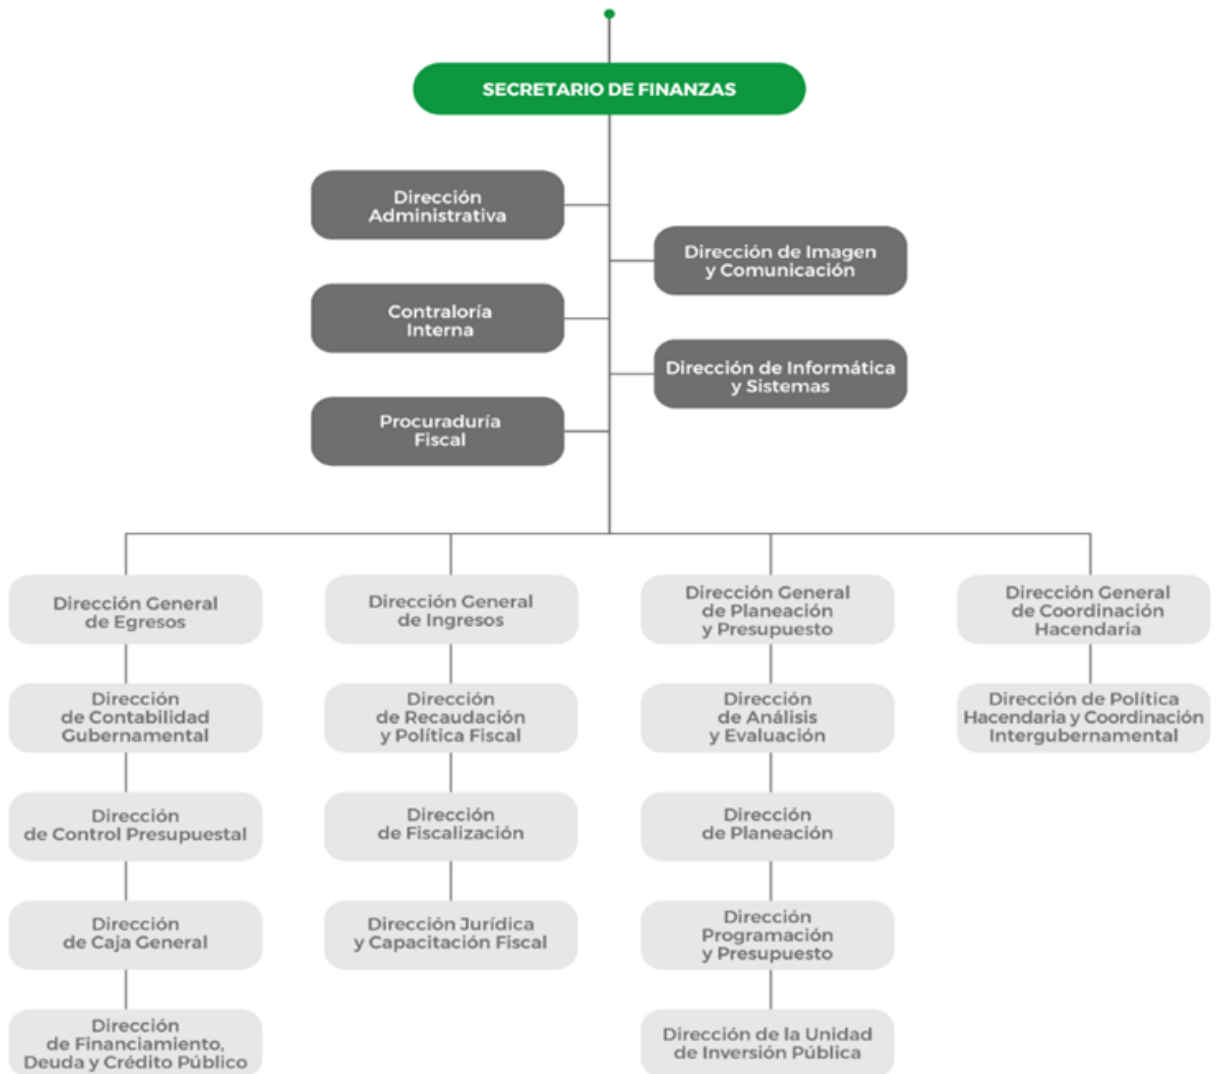 SECRETARIO DE FINANZAS
Dirección
Administrativa
Dirección de Imagen
y Comunicación
Contraloría
Interna
Dirección de Informática
y Sistemas
Procuraduría
Fiscal
Dirección General
de Egresos
Dirección
de Contabilidad
Gubernamental
Dirección
de Control Presupuestal
Dirección
de Caja General
Dirección
de Financiamiento,
Deuda y Crédito Público
Dirección General
de Ingresos
Dirección
de Recaudación
y Política Fiscal
Dirección
de Fiscalización
Dirección Jurídica
y Capacitación Fiscal
Dirección General
de Planeación
y Presupuesto
Dirección
de Análisis
y Evaluación
Dirección
de Planeación
Dirección
Programación
y Presupuesto
Dirección de la Unidad
de Inversión Pública
Dirección General
de Coordinación
Hacendaria
Dirección de Política
Hacendaria y Coordinación
Intergubernamental